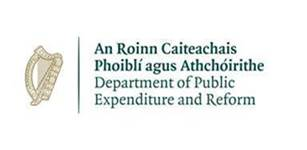 An Roinn Caiteachais
Phoiblí agus Athchóirithe
Department of Public
Expenditure and Reform